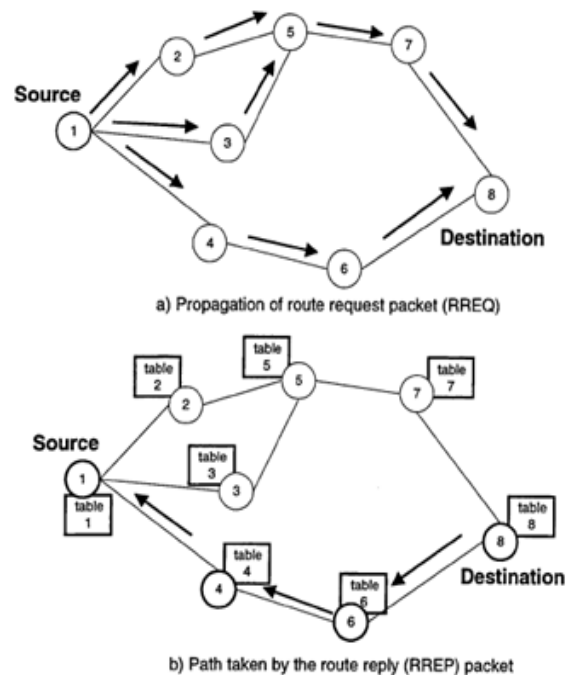 5
7
2
Source
1
3
8
4
Destination
6
a) Propagation of route request packet (RREQ)
table
5
table
2
5
table
7
7
2
Source
table
3
1
3
table
1
table
8
8
table
4
Destination
4
table
6
6
b) Path taken by the route reply (RREP) packet